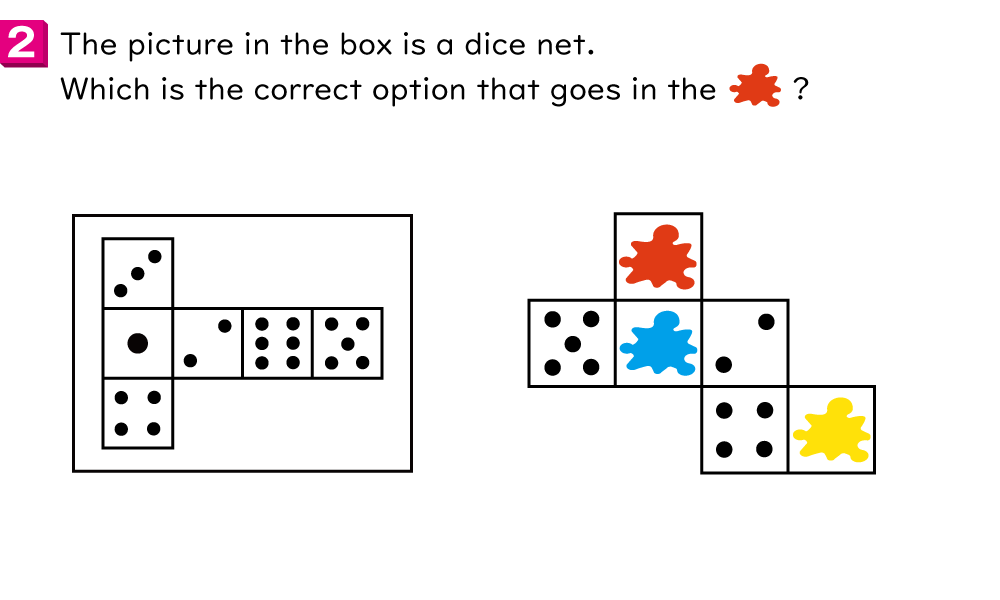 2 The picture in the box is a dice net.
Which is the correct option that goes in the ?